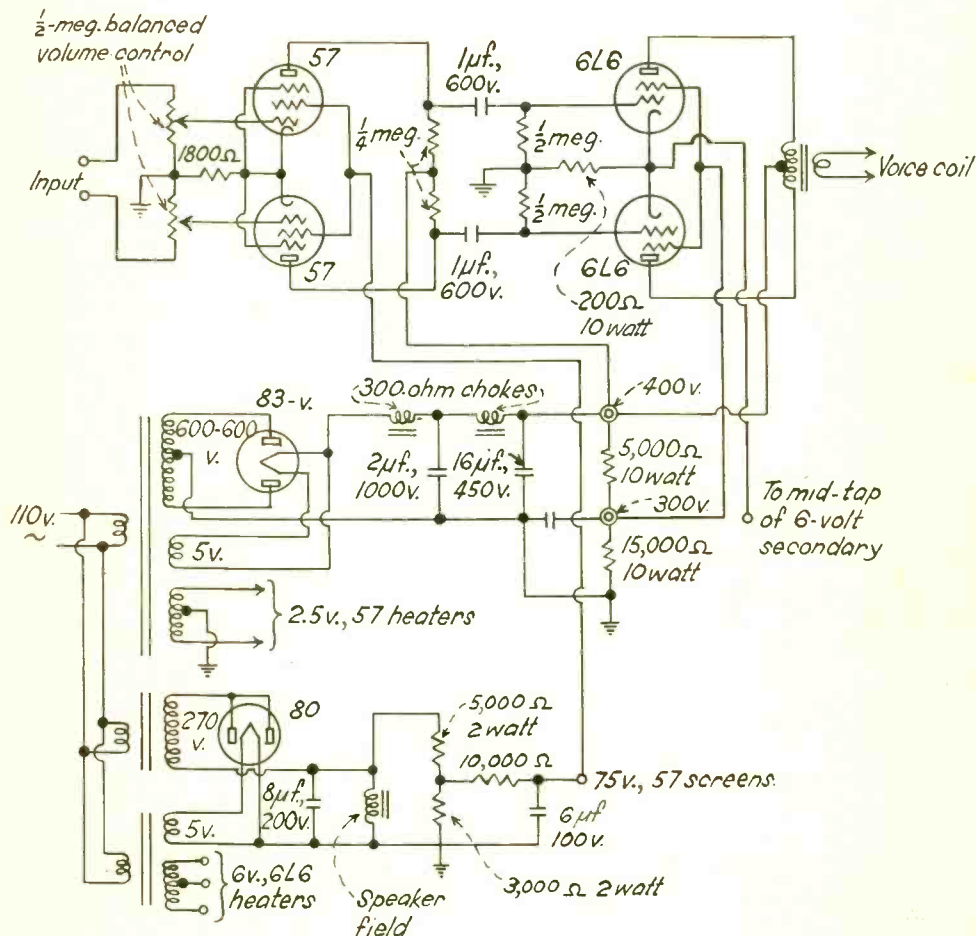 ½-meg. balanced
volume control
57
1μf.,
600v.
6L6
¼ meg.
½ meg.
1800Ω
Input
Voice coil
½ meg.
57
1μf.,
600v.
6L6
200Ω
10 watt
300-ohm chokes
400v.
83-v.
600-600
v.
2μf.,
1000v.
16μf.,
450v.
5,000Ω
10 watt
300v.
To mid-tap
of 6-volt
secondary
110v.
~
15,000Ω
10 watt
5v.
2.5v., 57 heaters
270
v.
80
5,000Ω
2 watt
10,000Ω
75v., 57 screens.
8μf.,
200v.
6μf
100v.
5v.
6v., 6L6
heaters
Speaker
field
3,000Ω 2 watt